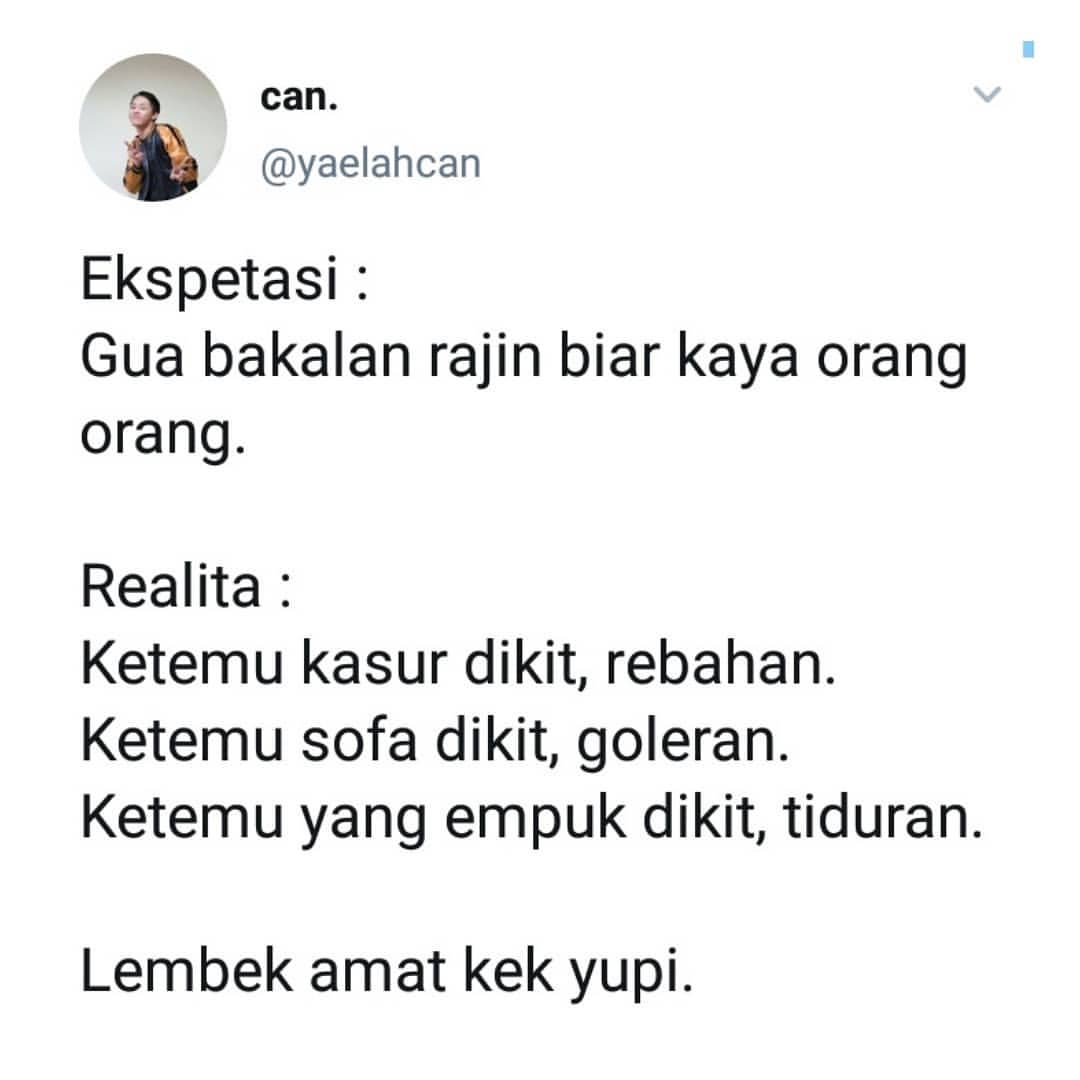 can.
@yaelahcan
Ekspetasi :
Gua bakalan rajin biar kaya orang
orang.
Realita :
Ketemu kasur dikit, rebahan.
Ketemu sofa dikit, goleran.
Ketemu yang empuk dikit, tiduran.
Lembek amat kek yupi.